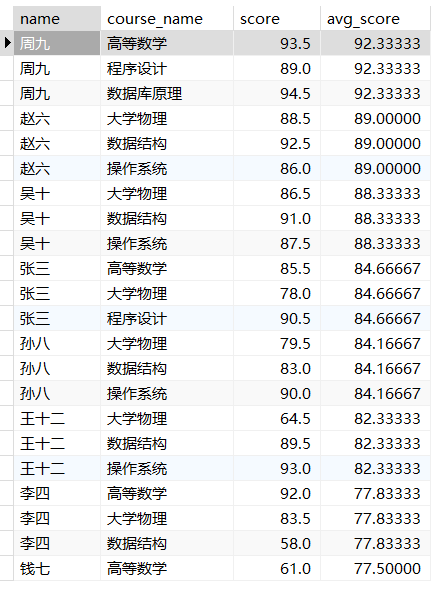 name course_name score avg_score
周九 高等数学 93.5 92.33333
周九 程序设计 89.0 92.33333
周九 数据库原理 94.5 92.33333
赵六 大学物理 88.5 89.00000
赵六 数据结构 92.5 89.00000
赵六 操作系统 86.0 89.00000
吴十 大学物理 86.5 88.33333
吴十 数据结构 91.0 88.33333
吴十 操作系统 87.5 88.33333
张三 高等数学 85.5 84.66667
张三 大学物理 78.0 84.66667
张三 程序设计 90.5 84.66667
孙八 大学物理 79.5 84.16667
孙八 数据结构 83.0 84.16667
孙八 操作系统 90.0 84.16667
王十二 大学物理 64.5 82.33333
王十二 数据结构 89.5 82.33333
王十二 操作系统 93.0 82.33333
李四 高等数学 92.0 77.83333
李四 大学物理 83.5 77.83333
李四 数据结构 58.0 77.83333
钱七 高等数学 61.0 77.50000